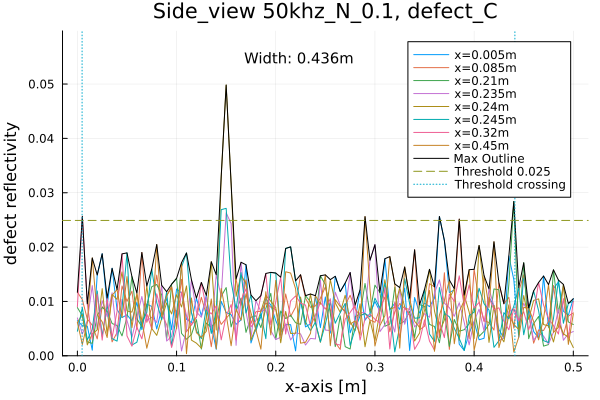 Side_view 50khz_N_0.1, defect_C
Width: 0.436m
x=0.005m
x=0.085m
x=0.21m
x=0.235m
x=0.24m
x=0.245m
x=0.32m
x=0.45m
Max Outline
Threshold 0.025
Threshold crossing
defect reflectivity
0.05
0.04
0.03
0.02
0.01
0.00
0.0 0.1 0.2 0.3 0.4 0.5
x-axis [m]